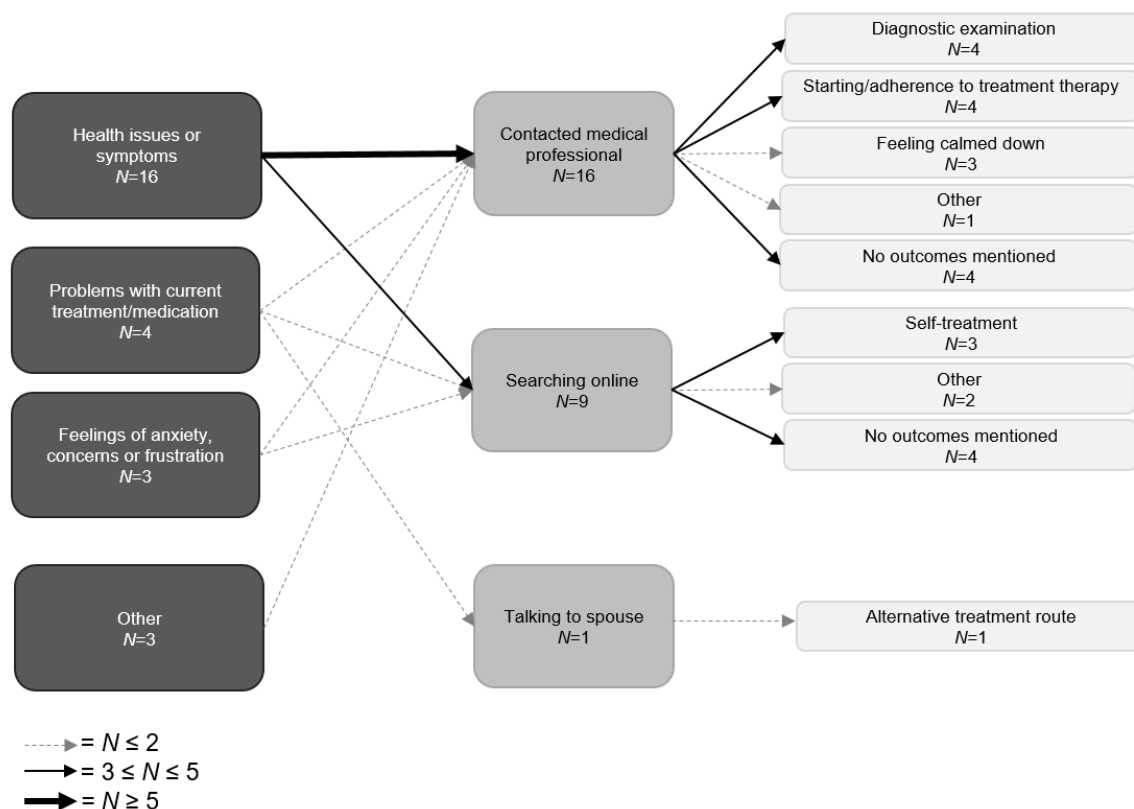 Health issues or
symptoms
N=16
Problems with current
treatment/medication
N=4
Feelings of anxiety,
concerns or frustration
N=3
Other
N=3
Contacted medical
professional
N=16
Searching online
N=9
Talking to spouse
N=1
Diagnostic examination
N=4
Starting/adherence to treatment therapy
N=4
Feeling calmed down
N=3
Other
N=1
No outcomes mentioned
N=4
Self-treatment
N=3
Other
N=2
No outcomes mentioned
N=4
Alternative treatment route
N=1
= N ≤ 2
= 3 ≤ N ≤ 5
= N ≥ 5